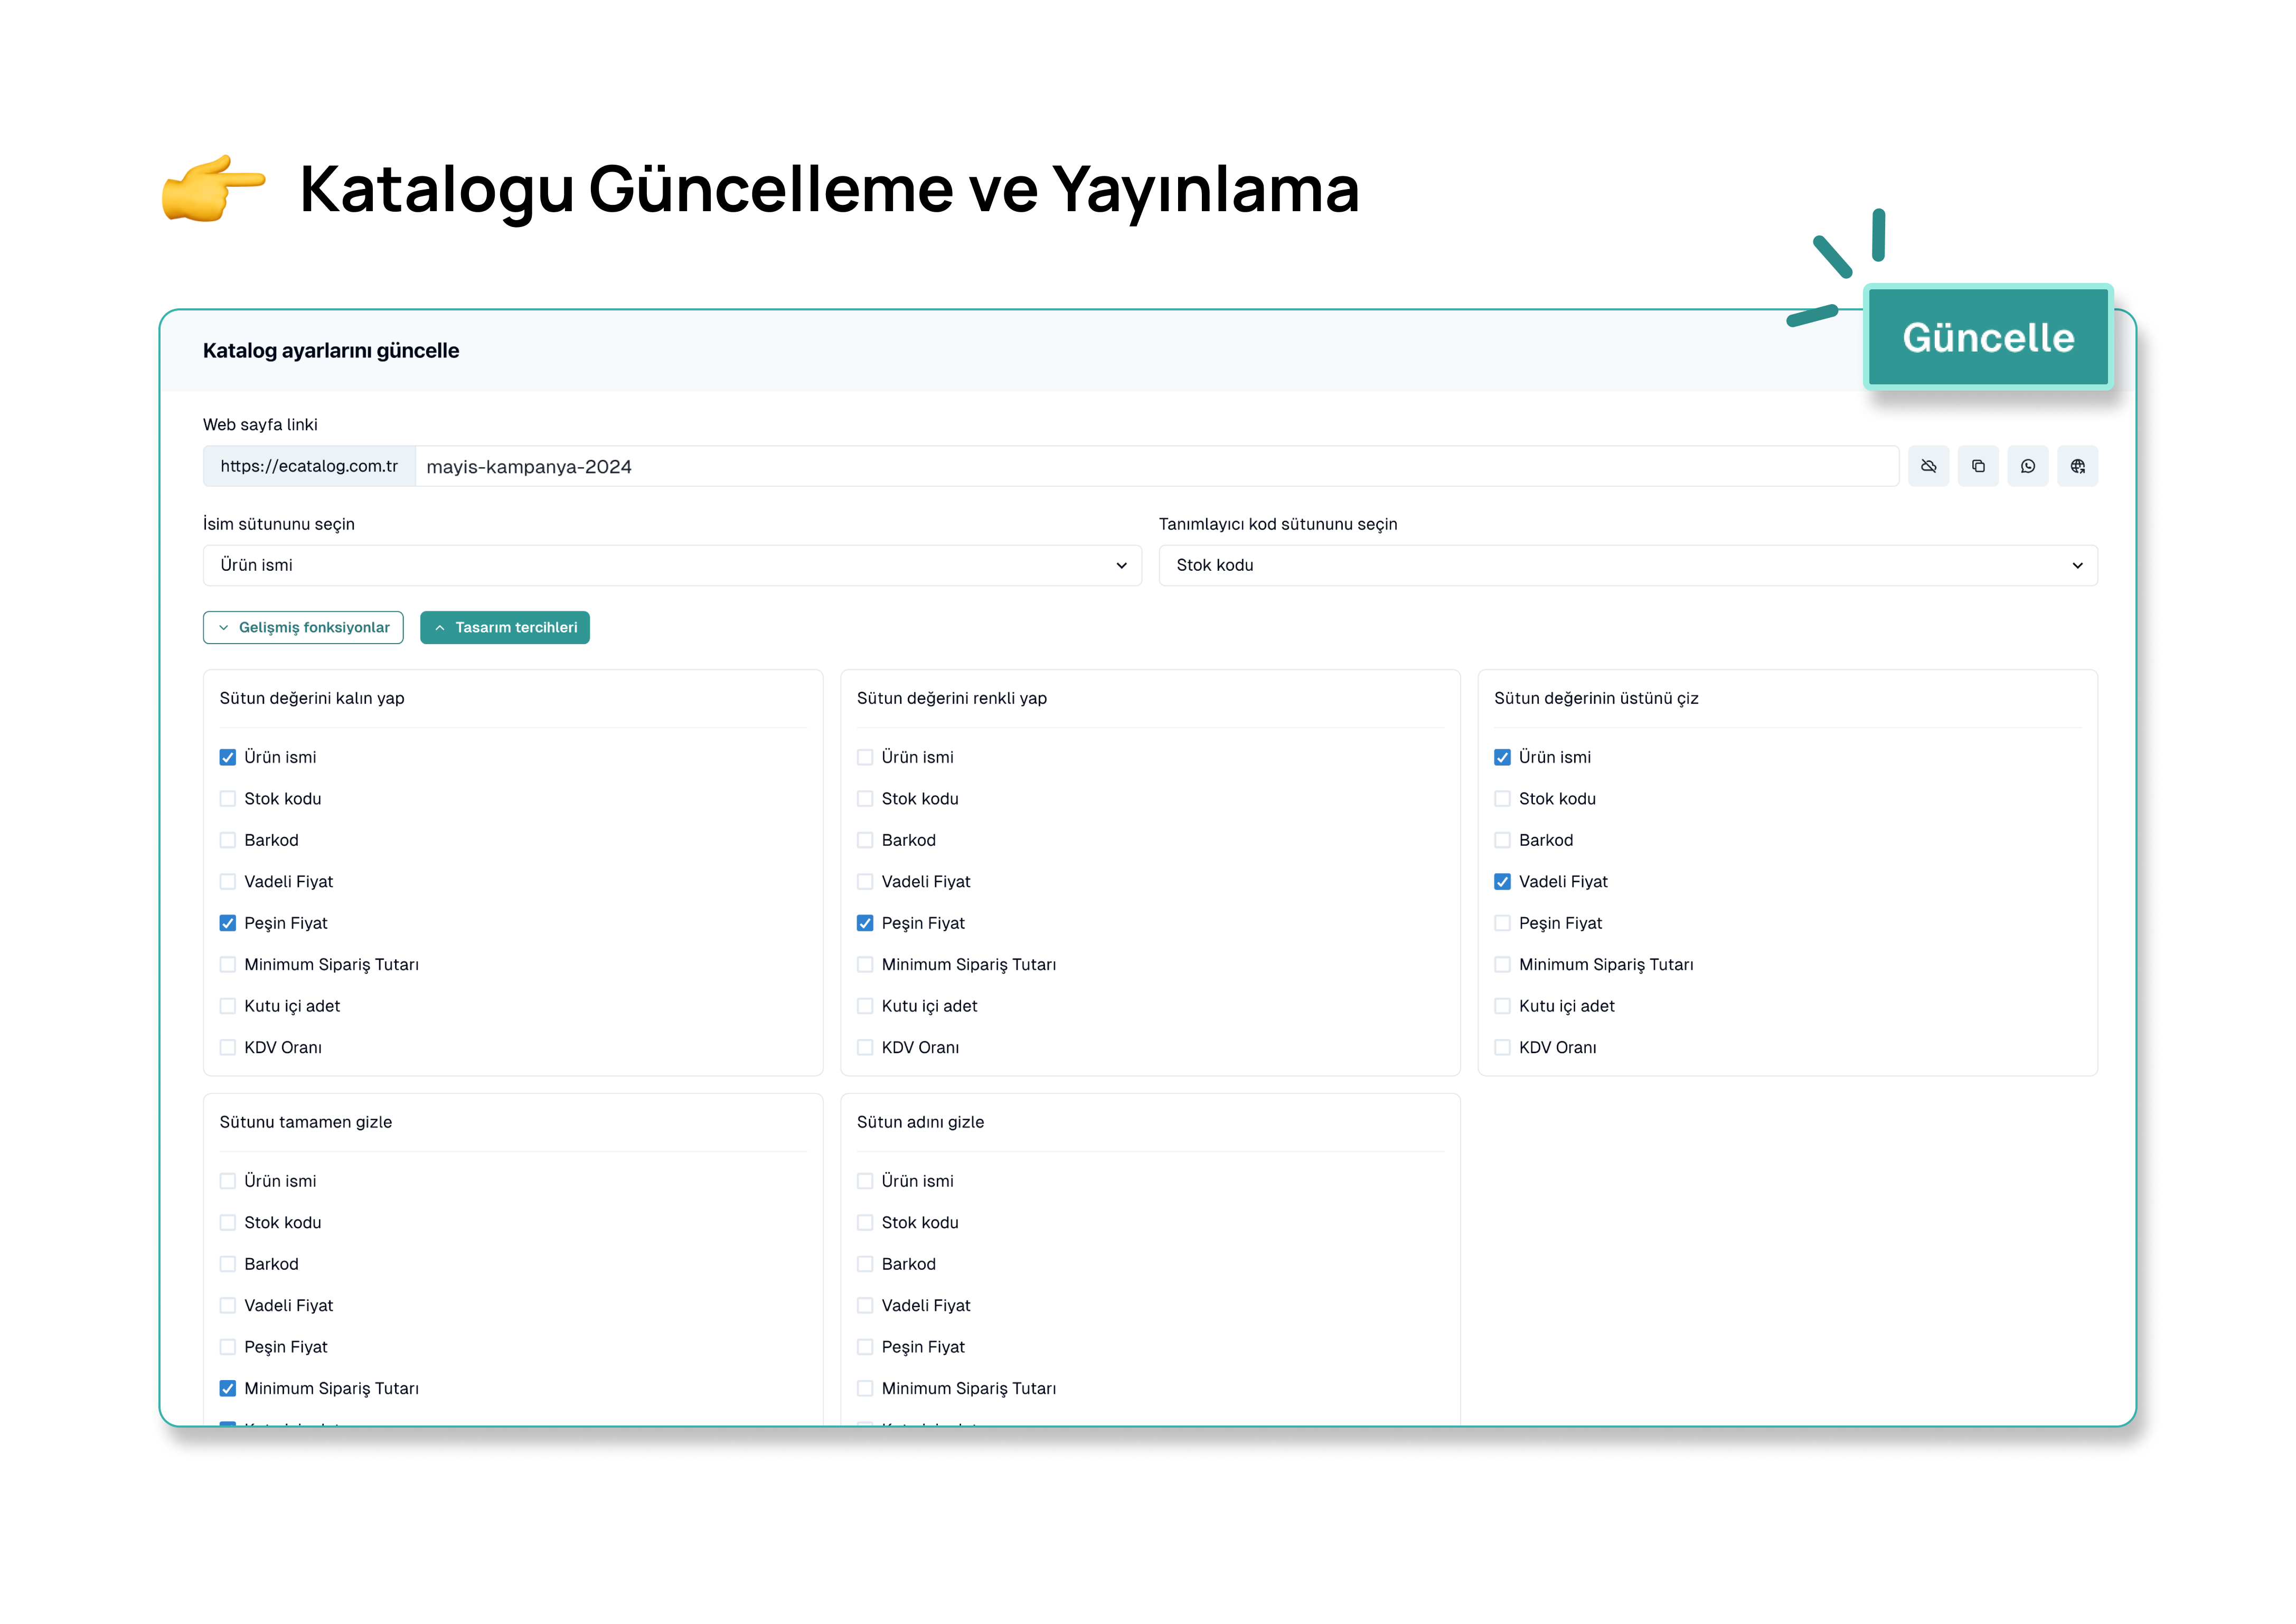 Katalogu Güncelleme ve Yayınlama
Güncelle
Katalog ayarlarını güncelle
Web sayfa linki
https://ecatalog.com.tr mayis-kampanya-2024
İsim sütununu seçin
Ürün ismi
Tanımlayıcı kod sütununu seçin
Stok kodu
Gelişmiş fonksiyonlar
Tasarım tercihleri
Sütun değerini kalın yap
Ürün ismi
Stok kodu
Barkod
Vadeli Fiyat
Peşin Fiyat
Minimum Sipariş Tutarı
Kutu içi adet
KDV Oranı
Sütun değerini renkli yap
Ürün ismi
Stok kodu
Barkod
Vadeli Fiyat
Peşin Fiyat
Minimum Sipariş Tutarı
Kutu içi adet
KDV Oranı
Sütun değerinin üstünü çiz
Ürün ismi
Stok kodu
Barkod
Vadeli Fiyat
Peşin Fiyat
Minimum Sipariş Tutarı
Kutu içi adet
KDV Oranı
Sütunu tamamen gizle
Ürün ismi
Stok kodu
Barkod
Vadeli Fiyat
Peşin Fiyat
Minimum Sipariş Tutarı
Sütun adını gizle
Ürün ismi
Stok kodu
Barkod
Vadeli Fiyat
Peşin Fiyat
Minimum Sipariş Tutarı